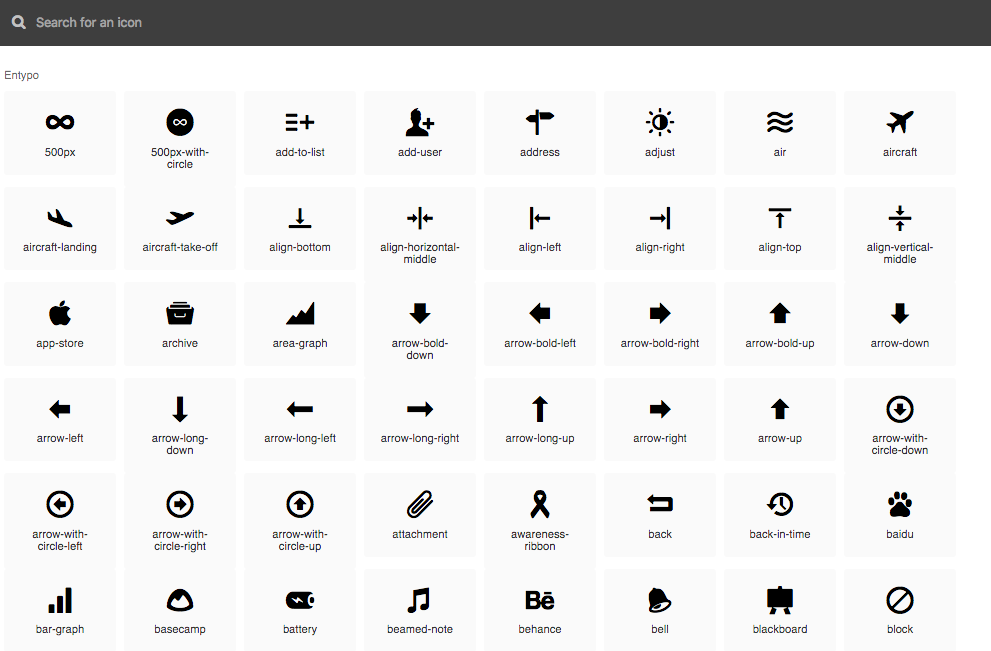 Search for an icon
Entypo
500px
500px-with-
circle
add-to-list
add-user
address
adjust
air
aircraft
aircraft-landing
aircraft-take-off
align-bottom
align-horizontal-
middle
align-left
align-right
align-top
align-vertical-
middle
app-store
archive
area-graph
arrow-bold-
down
arrow-bold-left
arrow-bold-right
arrow-bold-up
arrow-down
arrow-left
arrow-long-
down
arrow-long-left
arrow-long-right
arrow-long-up
arrow-right
arrow-up
arrow-with-
circle-down
arrow-with-
circle-left
arrow-with-
circle-right
arrow-with-
circle-up
attachment
awareness-
ribbon
back
back-in-time
baidu
bar-graph
basecamp
battery
beamed-note
Bē
behance
bell
blackboard
block